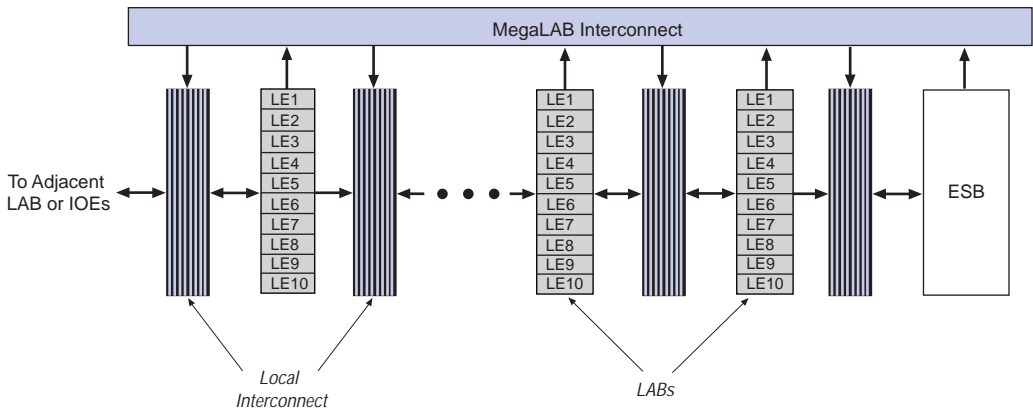 MegaLAB Interconnect
LE1
LE2
LE3
LE4
LE5
LE6
LE7
LE8
LE9
LE10
LE1
LE2
LE3
LE4
LE5
LE6
LE7
LE8
LE9
LE10
LE1
LE2
LE3
LE4
LE5
LE6
LE7
LE8
LE9
LE10
To Adjacent
LAB or IOEs
ESB
Local
Interconnect
LABs